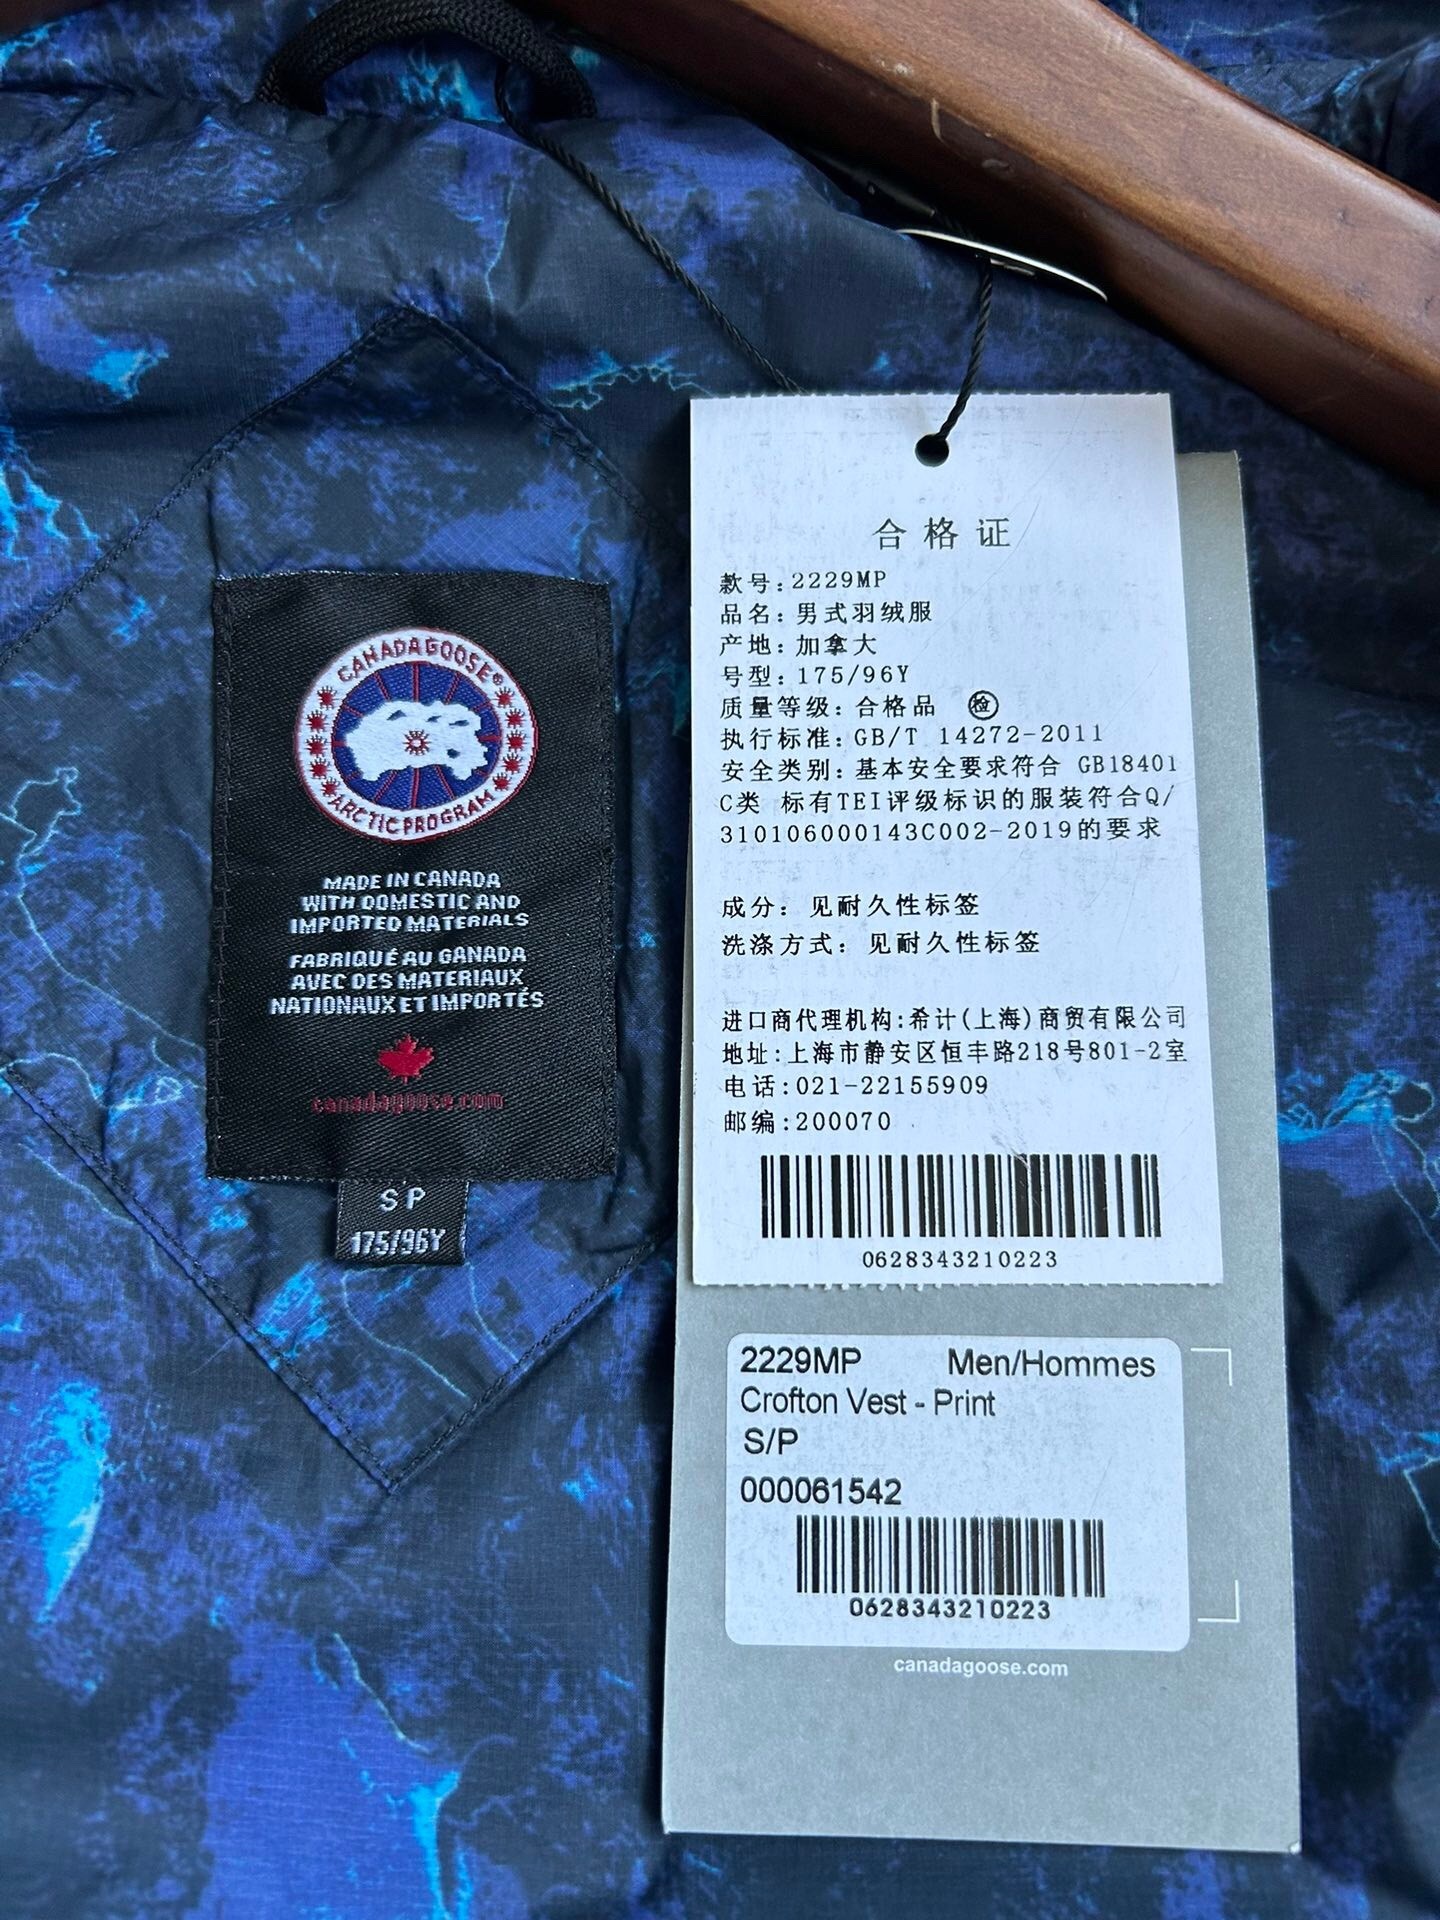 CANADA GOOSE®
ARCTIC PROGRAM
MADE IN CANADA
WITH DOMESTIC AND
IMPORTED MATERIALS
FABRIQUÉ AU CANADA
AVEC DES MATERIAUX
NATIONAUX ET IMPORTÉS
canadagoose.com
S P
175/96Y
合格证
款号:2229MP
品名:男式羽绒服
产地:加拿大
号型:175/96Y
质量等级:合格品 检
执行标准:GB/T 14272-2011
安全类别:基本安全要求符合 GB18401
C类 标有TEI评级标识的服装符合Q/
310106000143C002-2019的要求
成分:见耐久性标签
洗涤方式:见耐久性标签
进口商代理机构:希计(上海)商贸有限公司
地址:上海市静安区恒丰路218号801-2室
电话:021-22155909
邮编:200070
0628343210223
2229MP Men/Hommes
Crofton Vest - Print
S/P
000061542
0628343210223
canadagoose.com